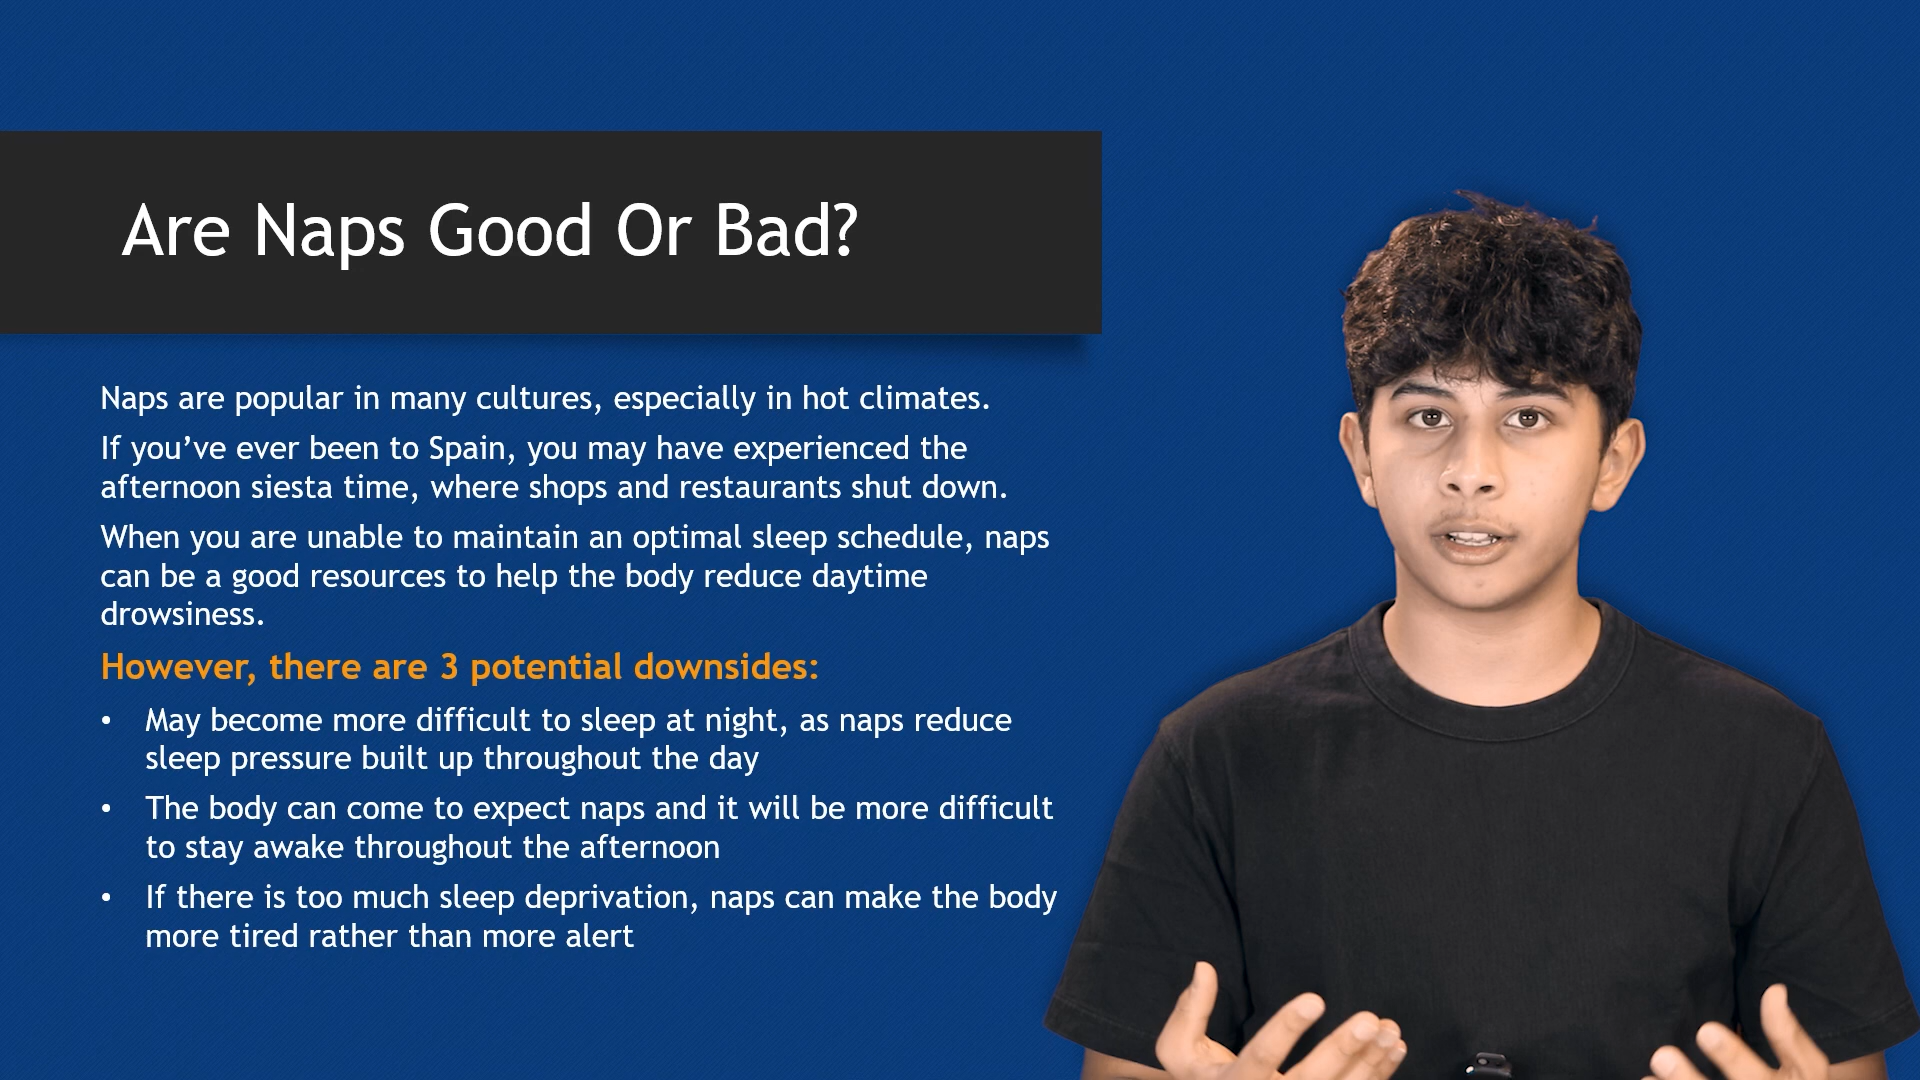 Are Naps Good Or Bad?
Naps are popular in many cultures, especially in hot climates.
If you’ve ever been to Spain, you may have experienced the
afternoon siesta time, where shops and restaurants shut down.
When you are unable to maintain an optimal sleep schedule, naps
can be a good resources to help the body reduce daytime
drowsiness.
However, there are 3 potential downsides:
• May become more difficult to sleep at night, as naps reduce
sleep pressure built up throughout the day
• The body can come to expect naps and it will be more difficult
to stay awake throughout the afternoon
• If there is too much sleep deprivation, naps can make the body
more tired rather than more alert